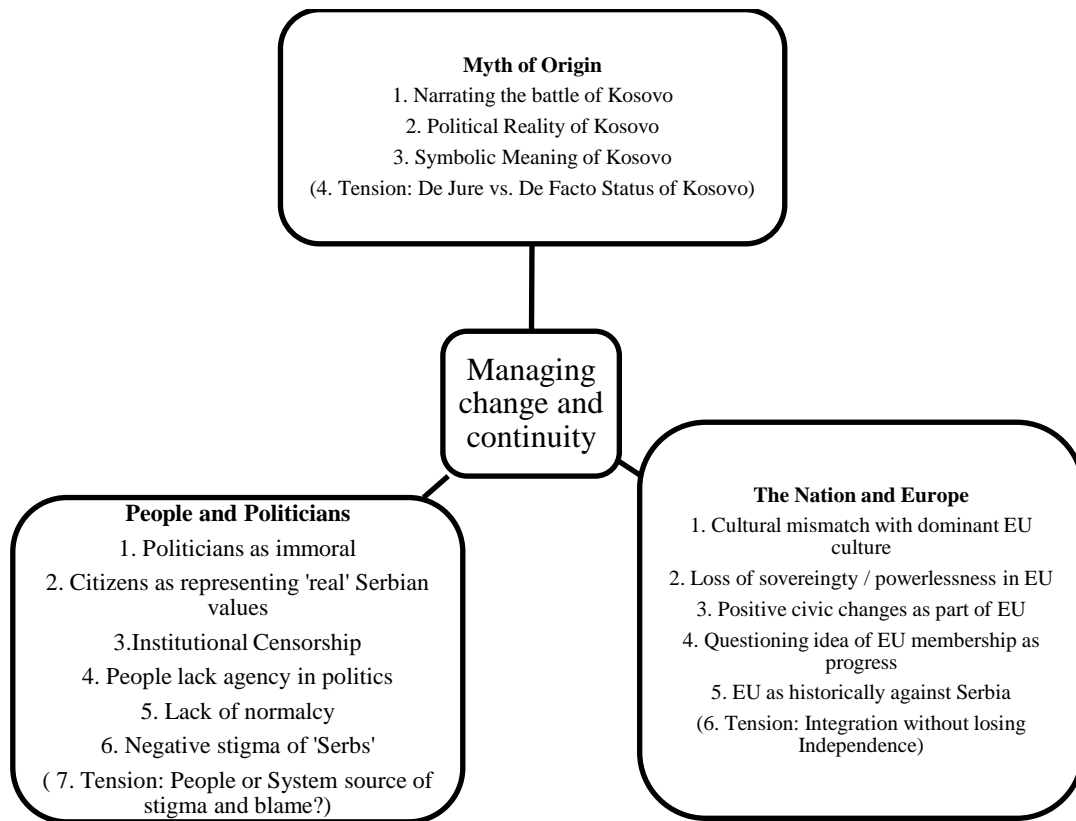 Myth of Origin
1. Narrating the battle of Kosovo
2. Political Reality of Kosovo
3. Symbolic Meaning of Kosovo
(4. Tension: De Jure vs. De Facto Status of Kosovo)
Managing
change and
continuity
People and Politicians
1. Politicians as immoral
2. Citizens as representing 'real' Serbian
values
3.Institutional Censorship
4. People lack agency in politics
5. Lack of normalcy
6. Negative stigma of 'Serbs'
( 7. Tension: People or System source of
stigma and blame?)
The Nation and Europe
1. Cultural mismatch with dominant EU
culture
2. Loss of sovereingty / powerlessness in EU
3. Positive civic changes as part of EU
4. Questioning idea of EU membership as
progress
5. EU as historically against Serbia
(6. Tension: Integration without losing
Independence)